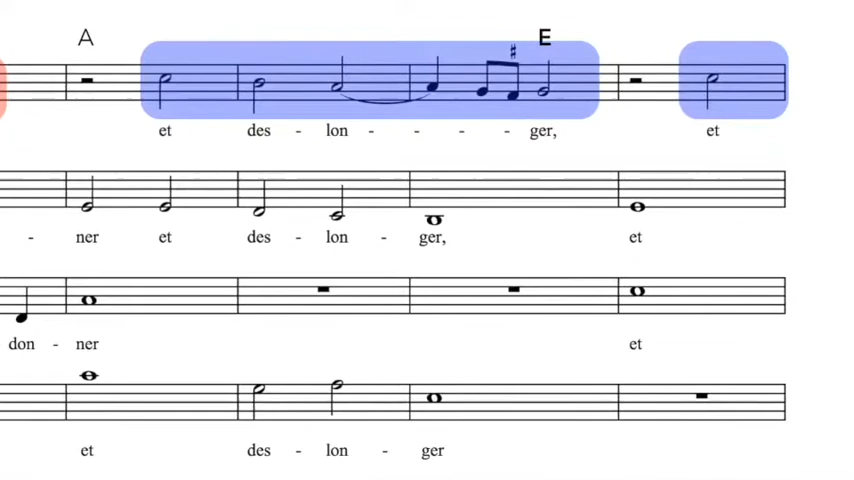 A E
et des - lon - - - ger, et
- ner et des - lon - ger, et
don - ner et
et des - lon - ger